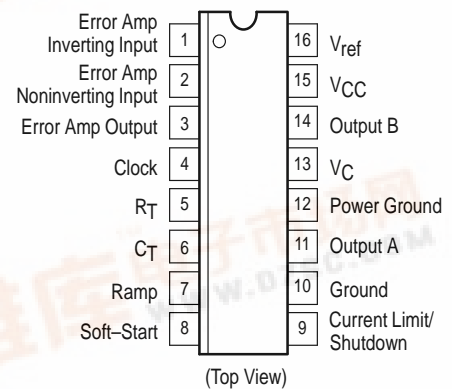 Error Amp
Inverting Input
1
16
Vref
Error Amp
Noninverting Input
2
15
VCC
Error Amp Output
3
14
Output B
Clock
4
13
VC
RT
5
12
Power Ground
CT
6
11
Output A
Ramp
7
10
Ground
Soft–Start
8
9
Current Limit/
Shutdown
(Top View)